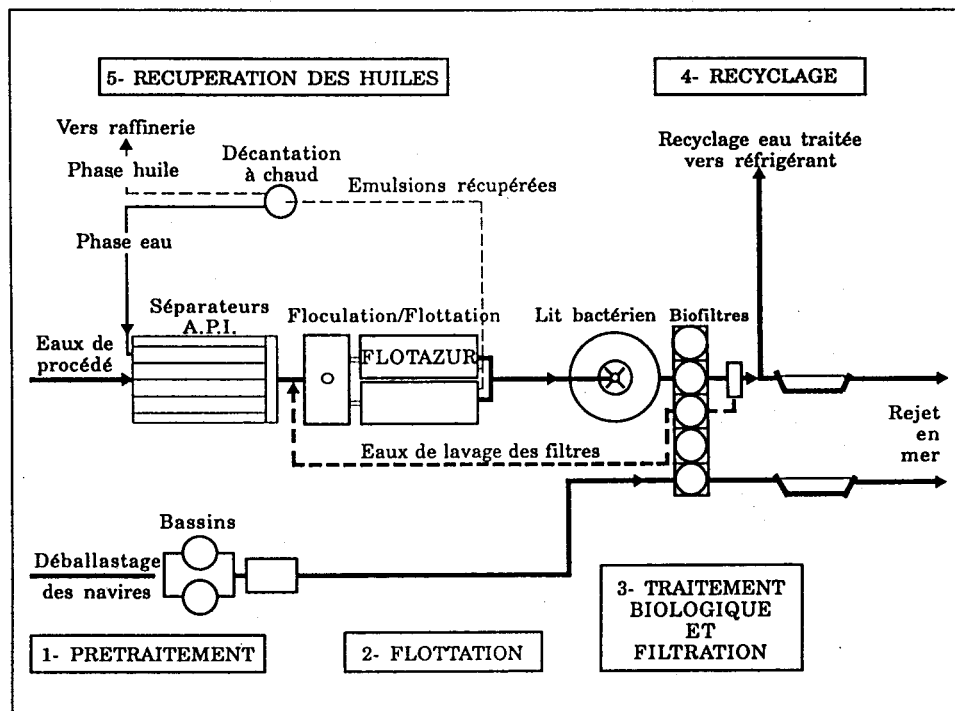 5- RECUPERATION DES HUILES
4- RECYCLAGE
Vers raffinerie
Phase huile
Décantation
à chaud
Emulsions récupérées
Recyclage eau traitée
vers réfrigérant
Phase eau
Séparateurs
A.P.I.
Floculation/Flottation
Lit bactérien
Biofiltres
Eaux de
procédé
FLOTAZUR
Eaux de lavage des filtres
Rejet
en
mer
Bassins
Déballastage
des navires
1- PRETRAITEMENT
2- FLOTTATION
3- TRAITEMENT
BIOLOGIQUE
ET
FILTRATION